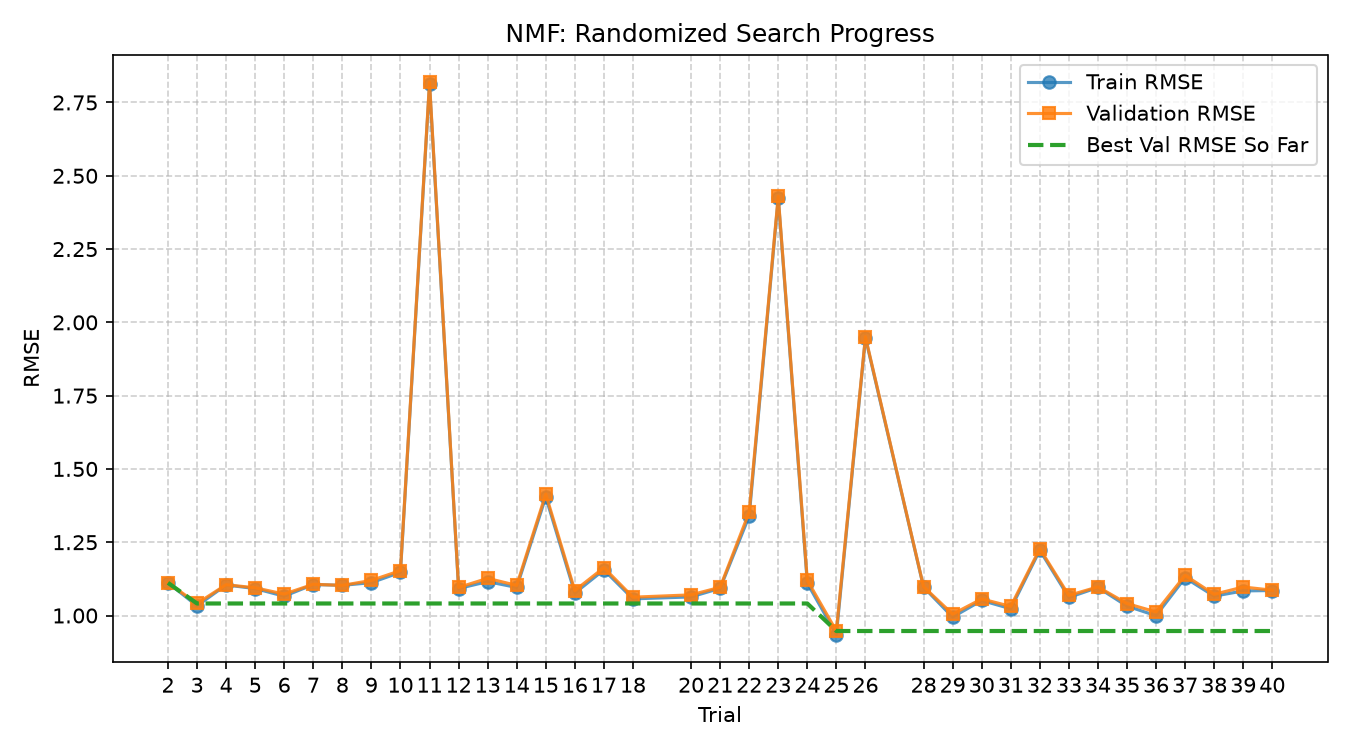 NMF: Randomized Search Progress
Train RMSE
Validation RMSE
Best Val RMSE So Far
2.75
2.50
2.25
2.00
1.75
1.50
1.25
1.00
RMSE
2 3 4 5 6 7 8 9 10 11 12 13 14 15 16 17 18 20 21 22 23 24 25 26 28 29 30 31 32 33 34 35 36 37 38 39 40
Trial